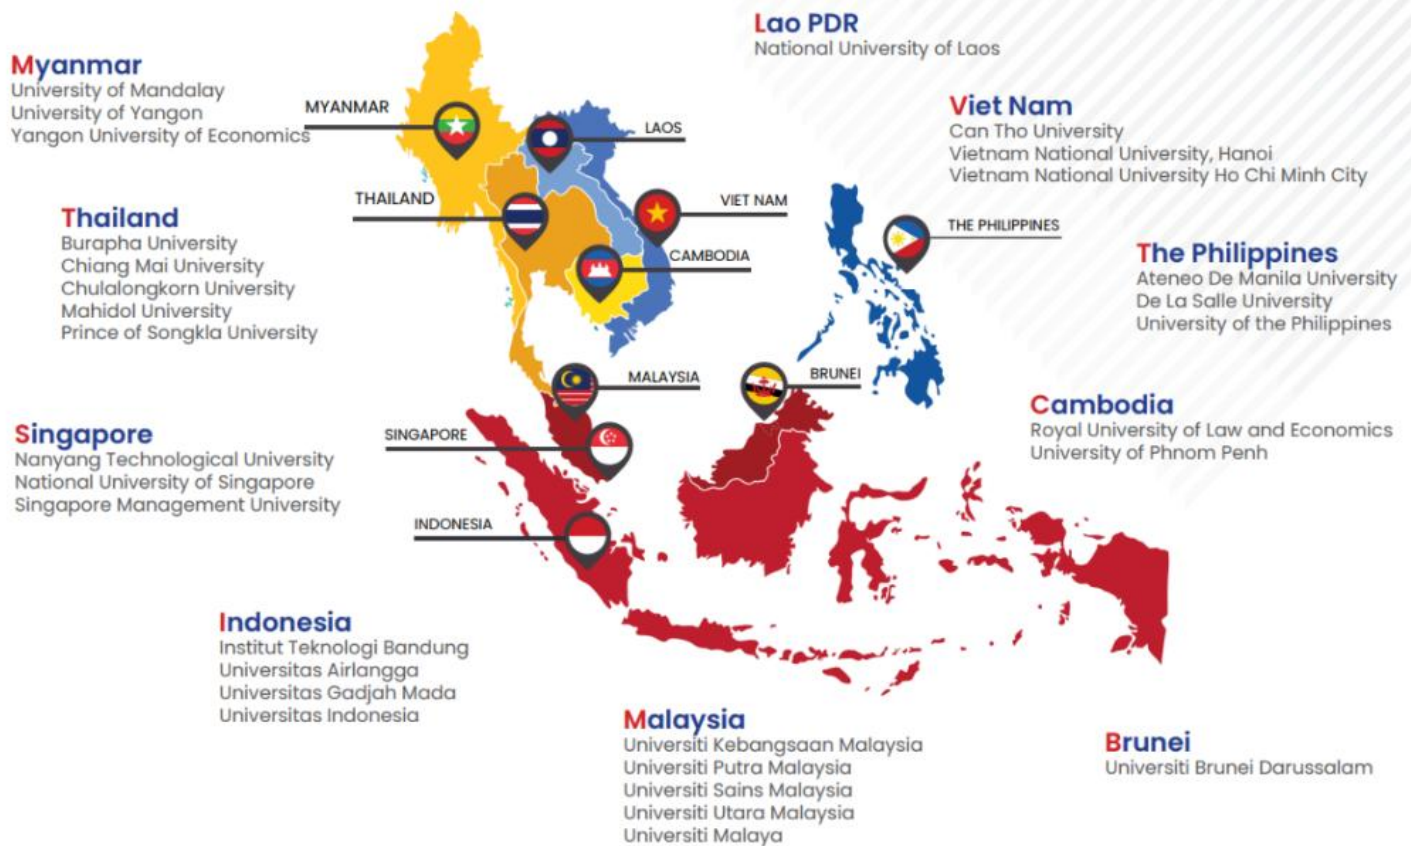 Lao PDR
National University of Laos
Myanmar
University of Mandalay
University of Yangon
Yangon University of Economics
MYANMAR
LAOS
Viet Nam
Can Tho University
Vietnam National University, Hanoi
Vietnam National University Ho Chi Minh City
THAILAND
VIET NAM
Thailand
Burapha University
Chiang Mai University
Chulalongkorn University
Mahidol University
Prince of Songkla University
CAMBODIA
THE PHILIPPINES
The Philippines
Ateneo De Manila University
De La Salle University
University of the Philippines
MALAYSIA
BRUNEI
Cambodia
Royal University of Law and Economics
University of Phnom Penh
Singapore
Nanyang Technological University
National University of Singapore
Singapore Management University
SINGAPORE
INDONESIA
Indonesia
Institut Teknologi Bandung
Universitas Airlangga
Universitas Gadjah Mada
Universitas Indonesia
Malaysia
Universiti Kebangsaan Malaysia
Universiti Putra Malaysia
Universiti Sains Malaysia
Universiti Utara Malaysia
Universiti Malaya
Brunei
Universiti Brunei Darussalam